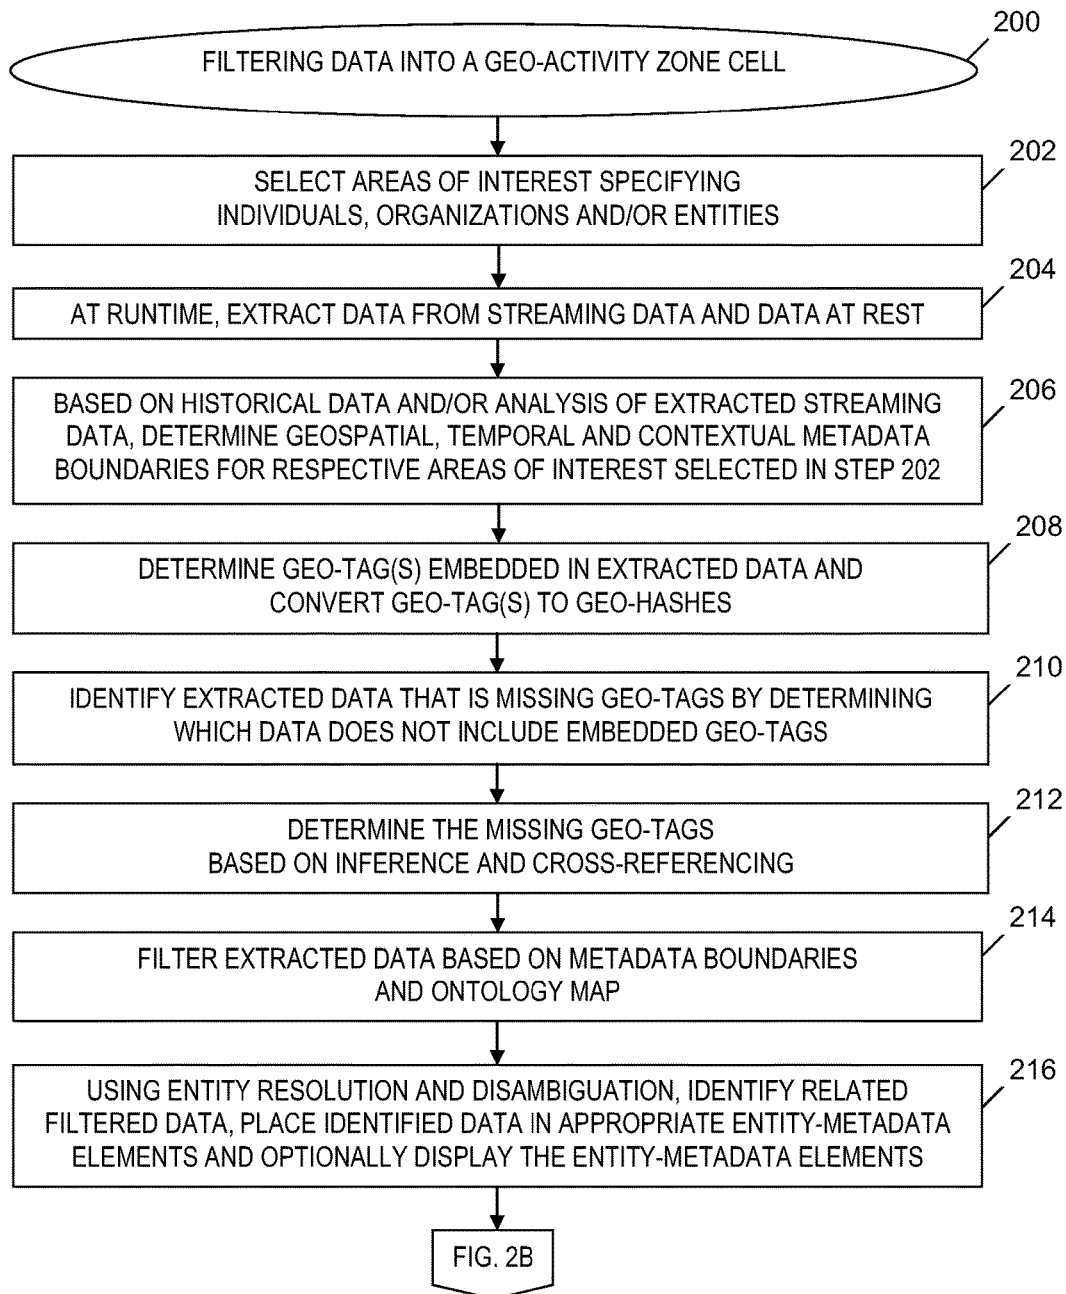 200
FILTERING DATA INTO A GEO-ACTIVITY ZONE CELL
202
SELECT AREAS OF INTEREST SPECIFYING
INDIVIDUALS, ORGANIZATIONS AND/OR ENTITIES
204
AT RUNTIME, EXTRACT DATA FROM STREAMING DATA AND DATA AT REST
206
BASED ON HISTORICAL DATA AND/OR ANALYSIS OF EXTRACTED STREAMING
DATA, DETERMINE GEOSPATIAL, TEMPORAL AND CONTEXTUAL METADATA
BOUNDARIES FOR RESPECTIVE AREAS OF INTEREST SELECTED IN STEP 202
208
DETERMINE GEO-TAG(S) EMBEDDED IN EXTRACTED DATA AND
CONVERT GEO-TAG(S) TO GEO-HASHES
210
IDENTIFY EXTRACTED DATA THAT IS MISSING GEO-TAGS BY DETERMINING
WHICH DATA DOES NOT INCLUDE EMBEDDED GEO-TAGS
212
DETERMINE THE MISSING GEO-TAGS
BASED ON INFERENCE AND CROSS-REFERENCING
214
FILTER EXTRACTED DATA BASED ON METADATA BOUNDARIES
AND ONTOLOGY MAP
216
USING ENTITY RESOLUTION AND DISAMBIGUATION, IDENTIFY RELATED
FILTERED DATA, PLACE IDENTIFIED DATA IN APPROPRIATE ENTITY-METADATA
ELEMENTS AND OPTIONALLY DISPLAY THE ENTITY-METADATA ELEMENTS
FIG. 2B